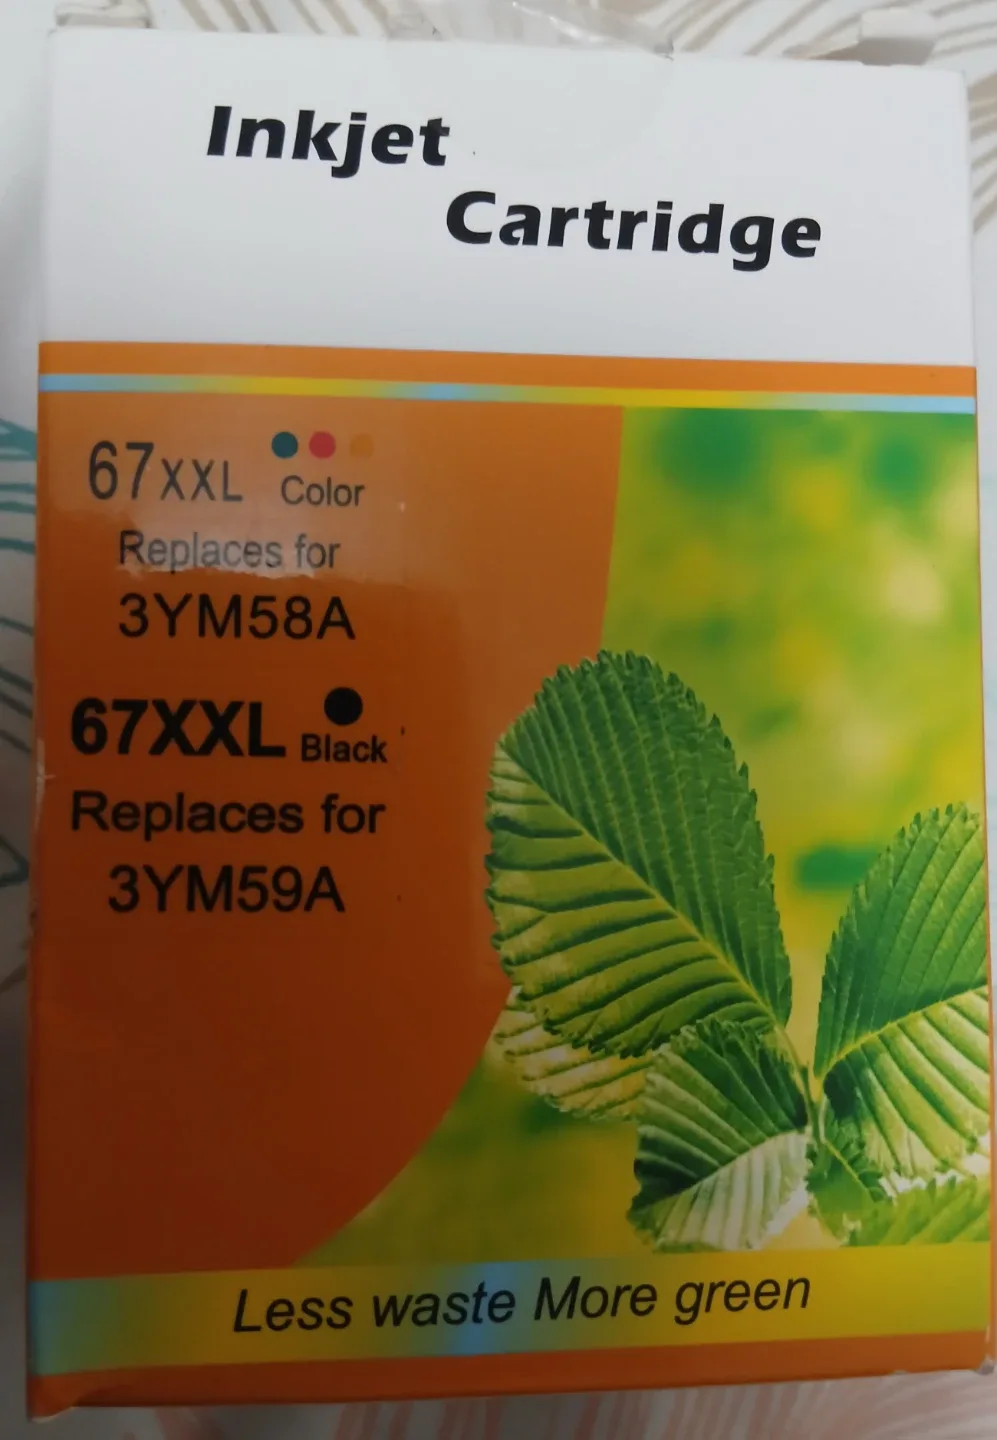 Inkjet
Cartridge
67XXL Color
Replaces for
3YM58A
67XXL Black
Replaces for
3YM59A
Less waste More green